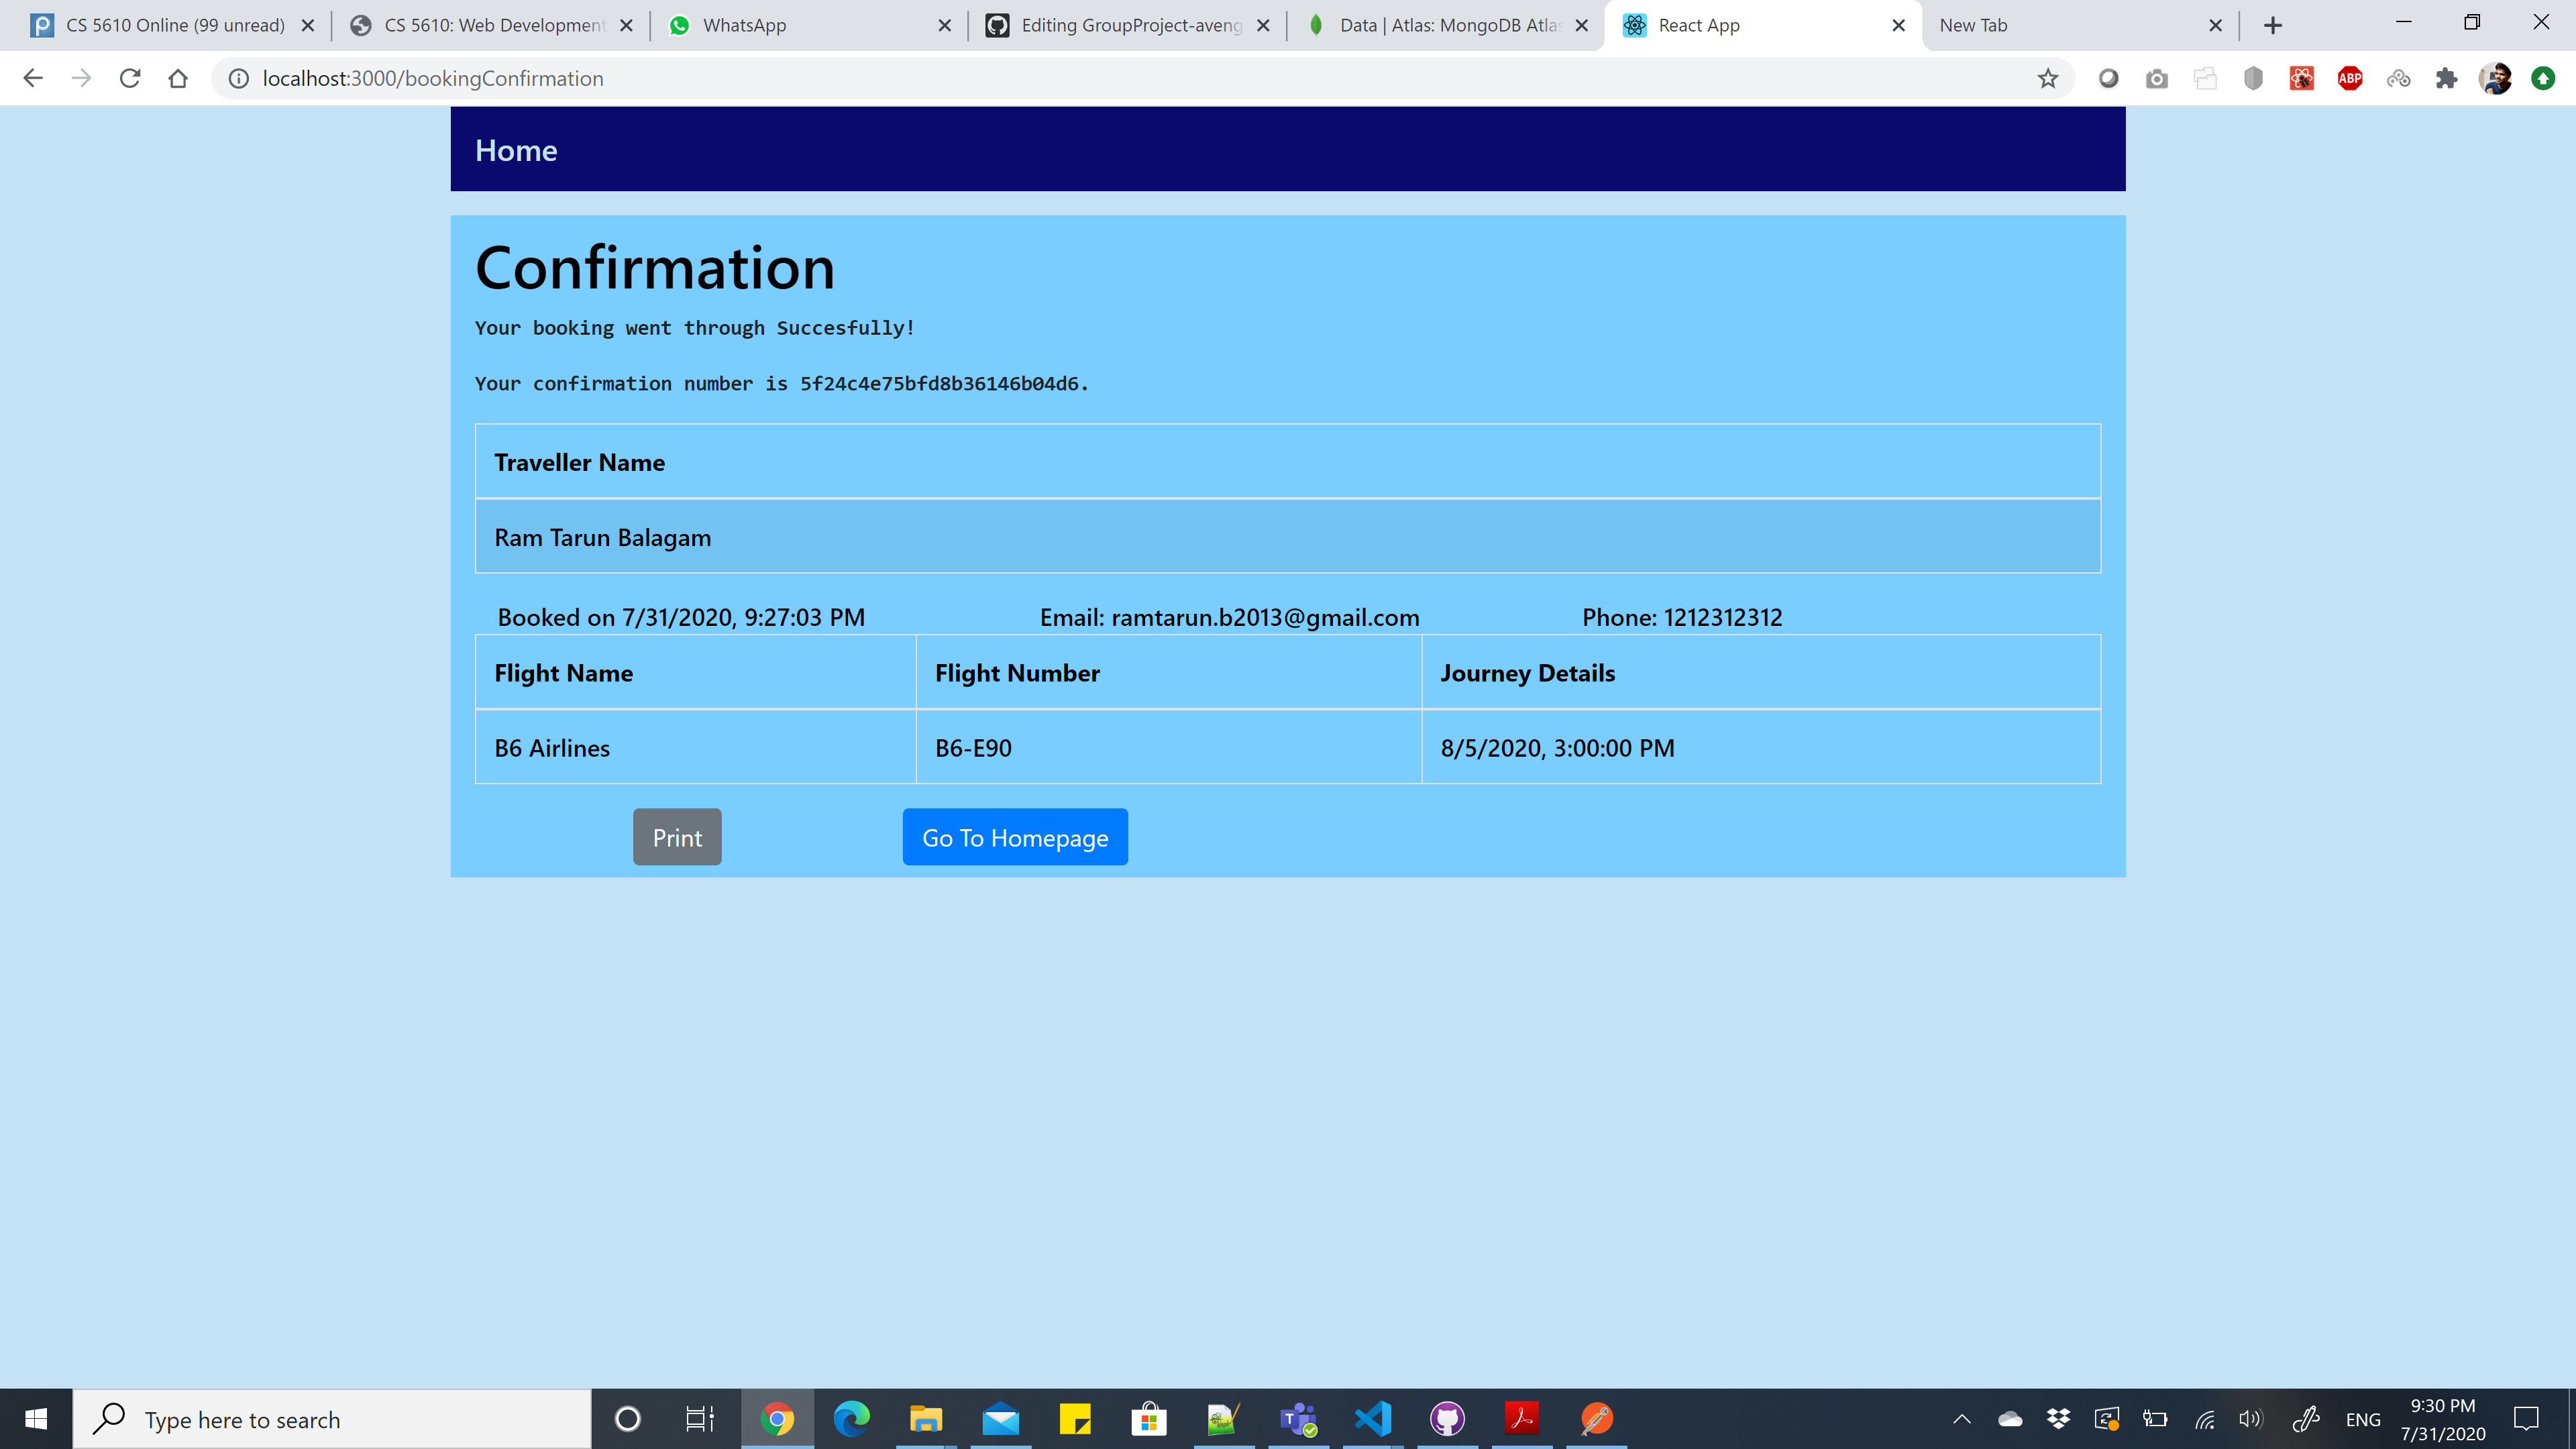 CS 5610 Online (99 unread)
CS 5610: Web Development
WhatsApp
Editing GroupProject-aveng
Data | Atlas: MongoDB Atlas
React App
New Tab
localhost:3000/bookingConfirmation
ABP
Home
Confirmation
Your booking went through Succesfully!
Your confirmation number is 5f24c4e75bfd8b36146b04d6.
Traveller Name
Ram Tarun Balagam
Booked on 7/31/2020, 9:27:03 PM Email: ramtarun.b2013@gmail.com Phone: 1212312312
Flight Name Flight Number Journey Details
B6 Airlines B6-E90 8/5/2020, 3:00:00 PM
Print Go To Homepage
Type here to search
ENG
9:30 PM
7/31/2020